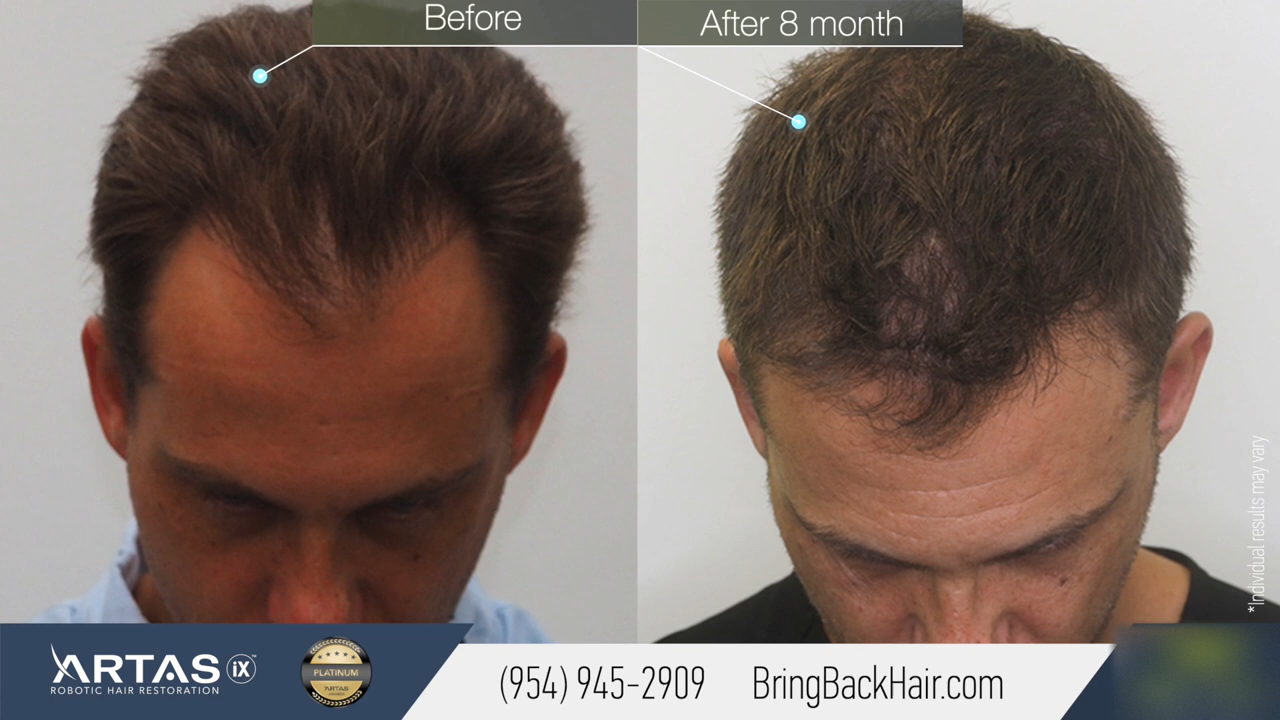 Before
After 8 month
*Individual results may vary
ARTAS iX™
ROBOTIC HAIR RESTORATION
PLATINUM
ARTAS
(954) 945-2909
BringBackHair.com